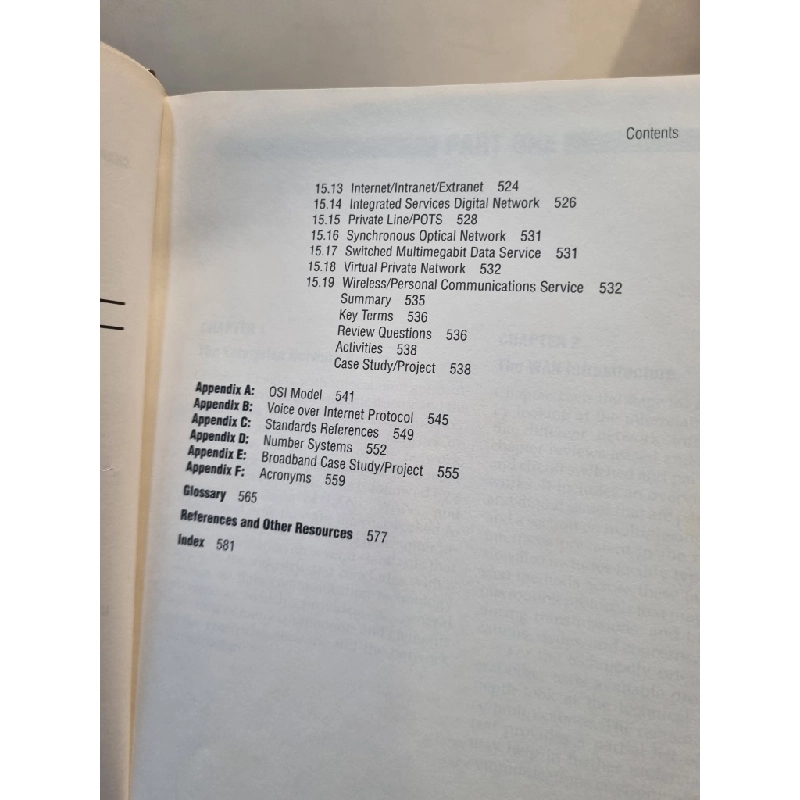 Contents
15.13 Internet/Intranet/Extranet 524
15.14 Integrated Services Digital Network 526
15.15 Private Line/POTS 528
15.16 Synchronous Optical Network 531
15.17 Switched Multimegabit Data Service 531
15.18 Virtual Private Network 532
15.19 Wireless/Personal Communications Service 532
Summary 535
Key Terms 536
Review Questions 536
Activities 538
Case Study/Project 538
Appendix A: OSI Model 541
Appendix B: Voice over Internet Protocol 545
Appendix C: Standards References 549
Appendix D: Number Systems 552
Appendix E: Broadband Case Study/Project 555
Appendix F: Acronyms 559
Glossary 565
References and Other Resources 577
Index 581